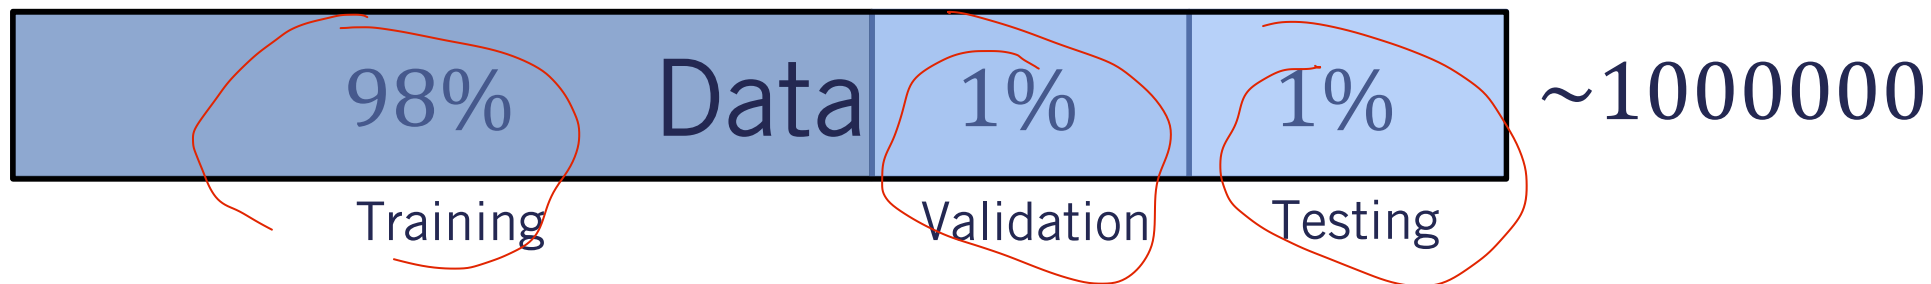 98% Data 1% 1% ~1000000
Training Validation Testing